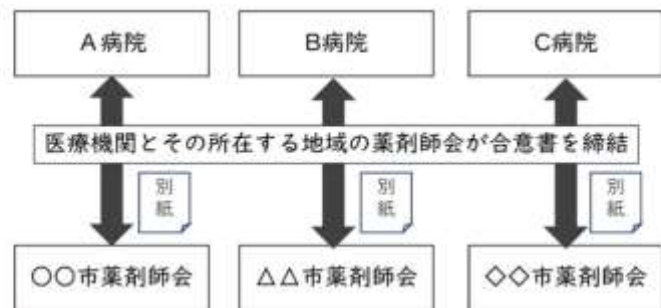 A病院
B病院
C病院
医療機関とその所在する地域の薬剤師会が合意書を締結
別紙
別紙
別紙
〇〇市薬剤師会
△△市薬剤師会
◇◇市薬剤師会